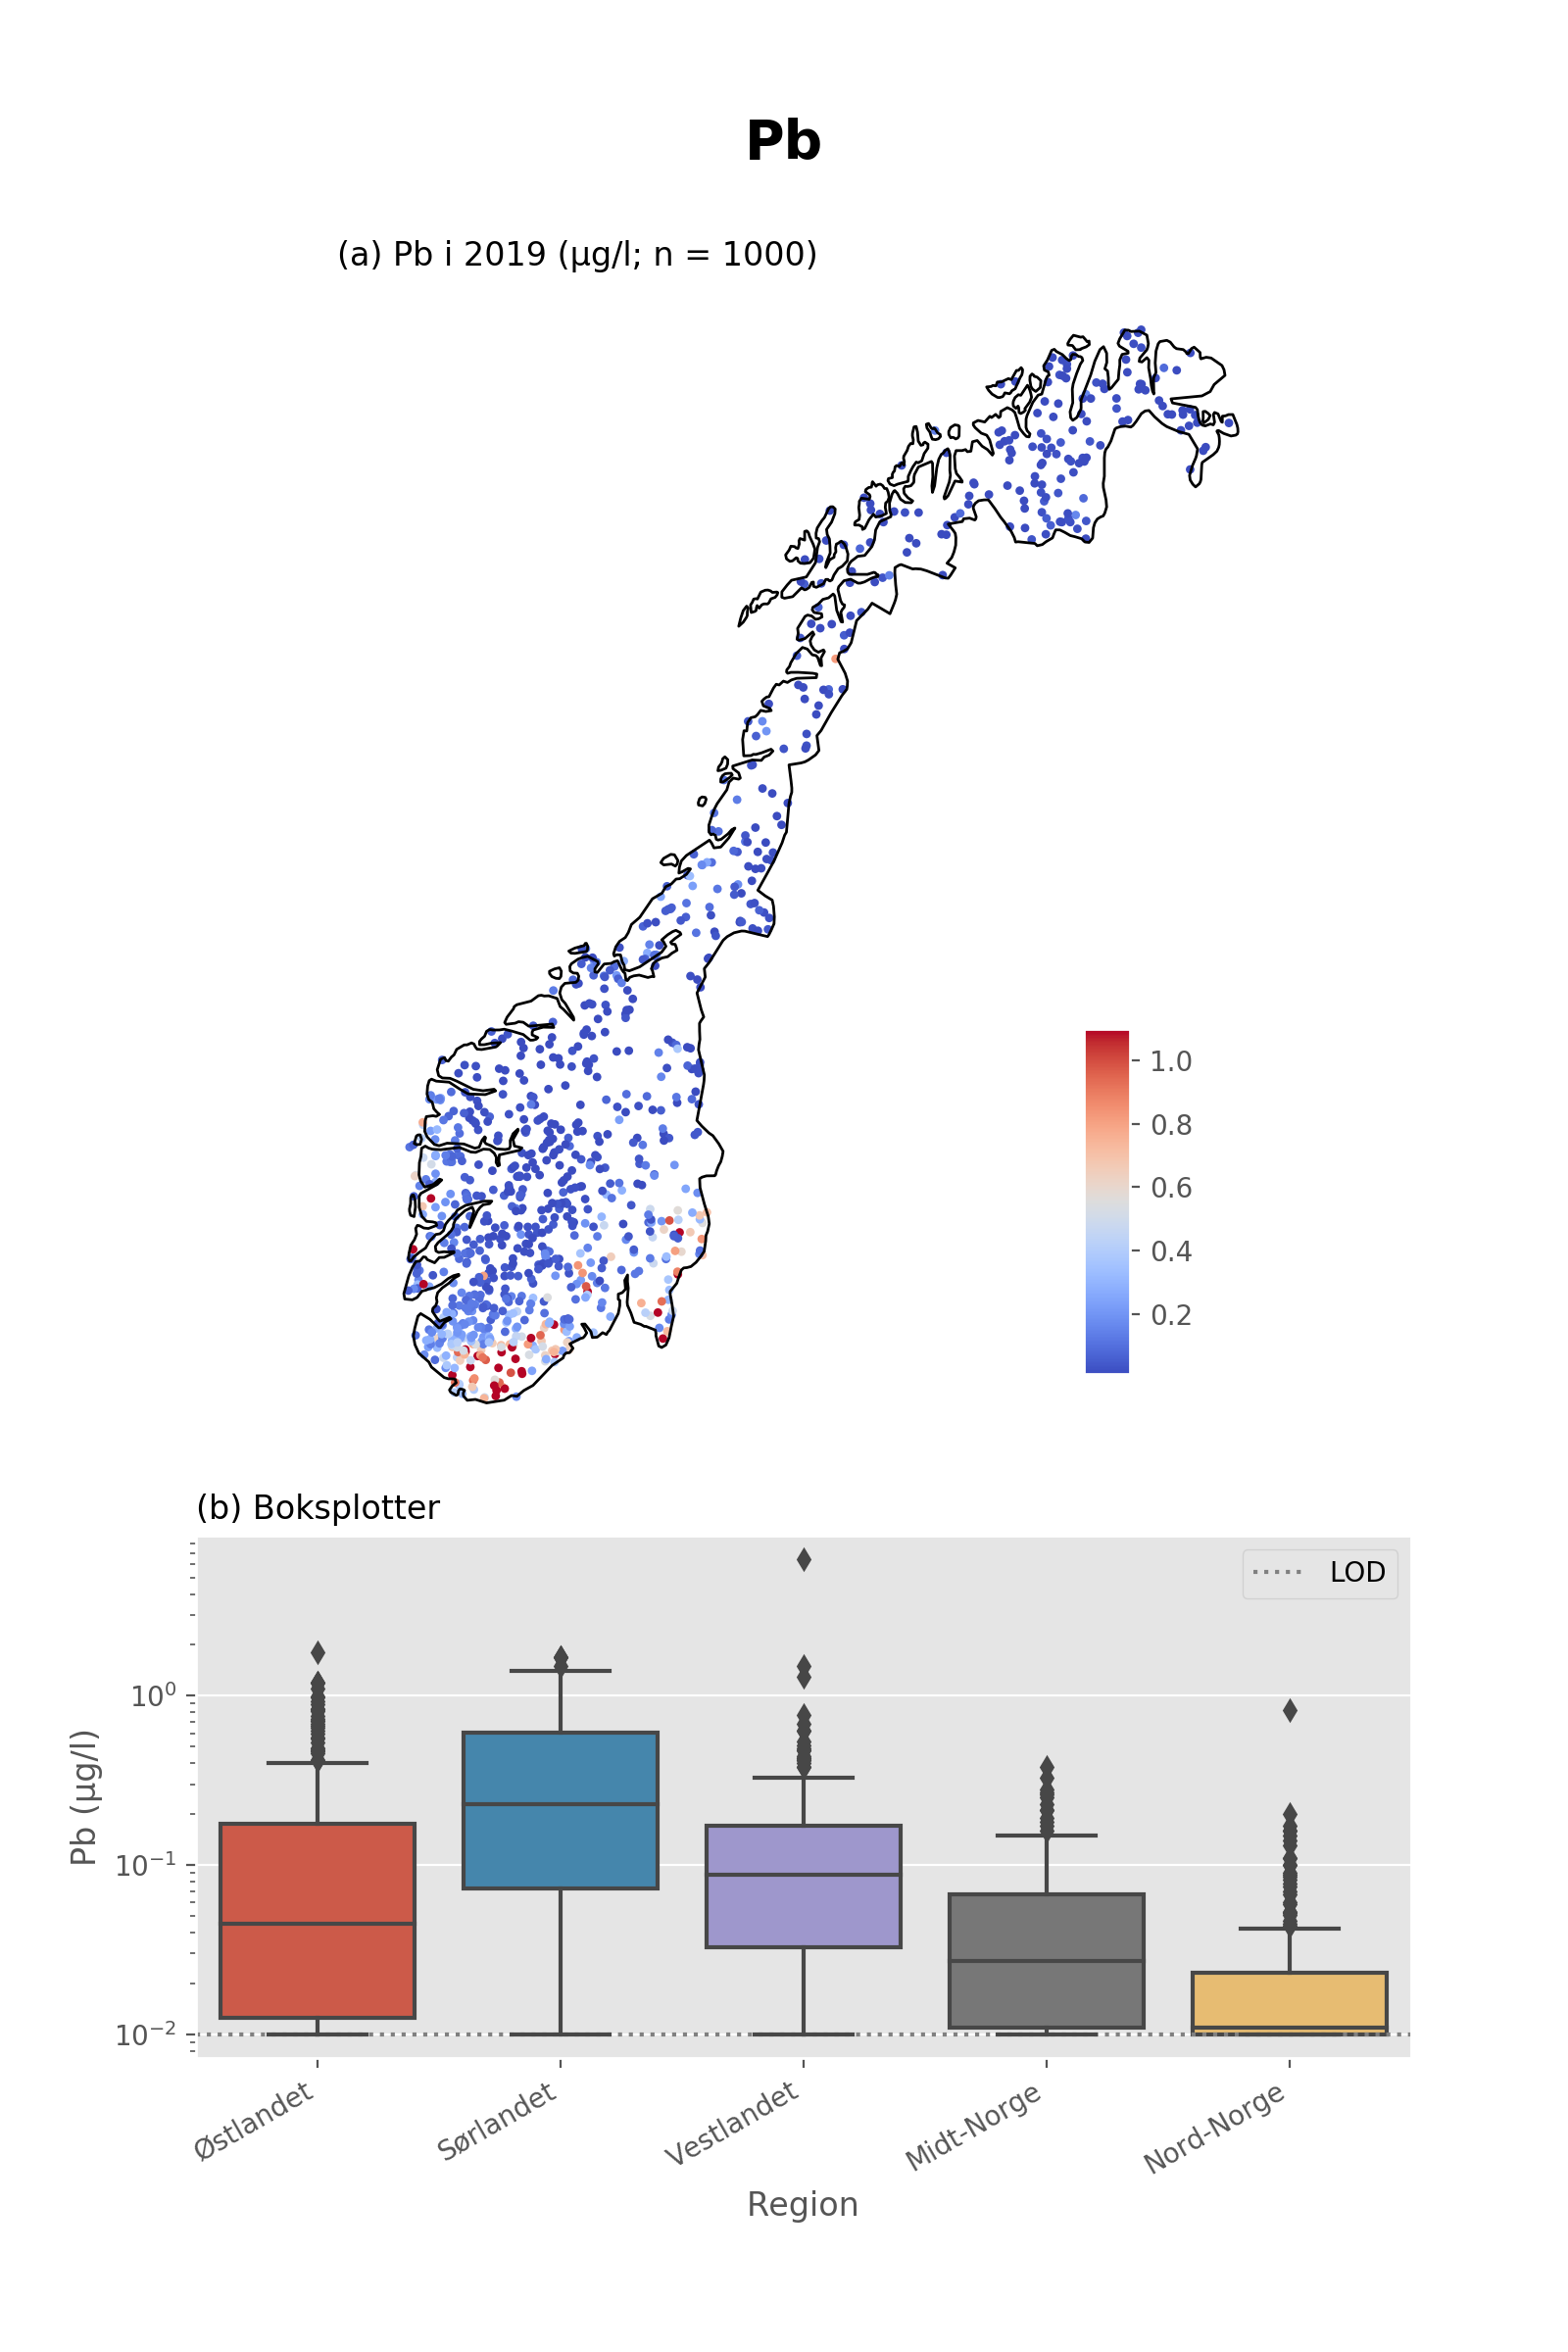 Pb
(a) Pb i 2019 (µg/l; n = 1000)
1.0
0.8
0.6
0.4
0.2
(b) Boksplotter
LOD
10⁰
10⁻¹
10⁻²
Pb (µg/l)
Østlandet
Sørlandet
Vestlandet
Midt-Norge
Nord-Norge
Region